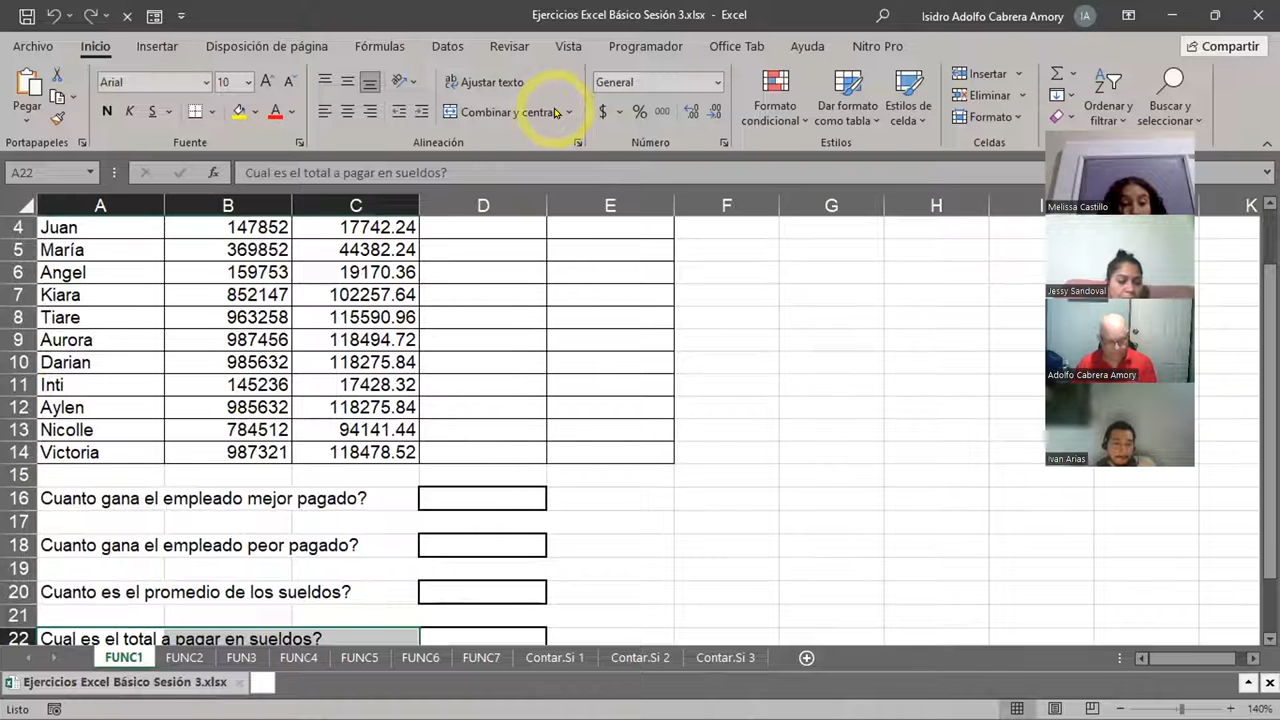 Ejercicios Excel Básico Sesión 3.xlsx - Excel
Isidro Adolfo Cabrera Amory
IA
Archivo Inicio Insertar Disposición de página Fórmulas Datos Revisar Vista Programador Office Tab Ayuda Nitro Pro Compartir
Pegar
Arial 10
N K S
Ajustar texto
Combinar y centrar
General
$ % 000
Formato condicional
Dar formato como tabla
Estilos de celda
Insertar
Eliminar
Formato
Ordenar y filtrar
Buscar y seleccionar
Portapapeles Fuente Alineación Número Estilos Celdas
A22 fx Cual es el total a pagar en sueldos?
A B C D E F G H I K
4 Juan 147852 17742.24
5 María 369852 44382.24
6 Angel 159753 19170.36
7 Kiara 852147 102257.64
8 Tiare 963258 115590.96
9 Aurora 987456 118494.72
10 Darian 985632 118275.84
11 Inti 145236 17428.32
12 Aylen 985632 118275.84
13 Nicolle 784512 94141.44
14 Victoria 987321 118478.52
15
16 Cuanto gana el empleado mejor pagado?
17
18 Cuanto gana el empleado peor pagado?
19
20 Cuanto es el promedio de los sueldos?
21
22 Cual es el total a pagar en sueldos?
Melissa Castillo
Jessy Sandoval
Adolfo Cabrera Amory
Ivan Arias
FUNC1 FUNC2 FUN3 FUNC4 FUNC5 FUNC6 FUNC7 Contar.Si 1 Contar.Si 2 Contar.Si 3
Ejercicios Excel Básico Sesión 3.xlsx
Listo
140%